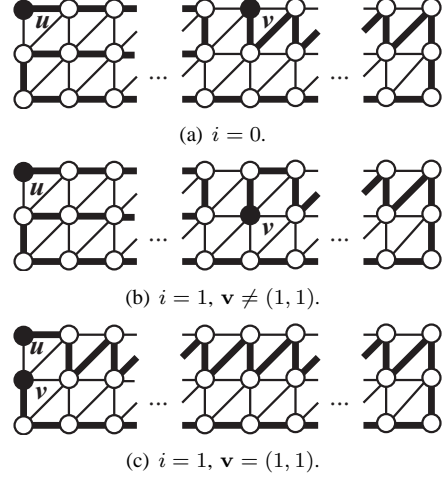 u
v
... ...
(a) i = 0.
u
v
... ...
(b) i = 1, v ≠ (1, 1).
u
v
... ...
(c) i = 1, v = (1, 1).